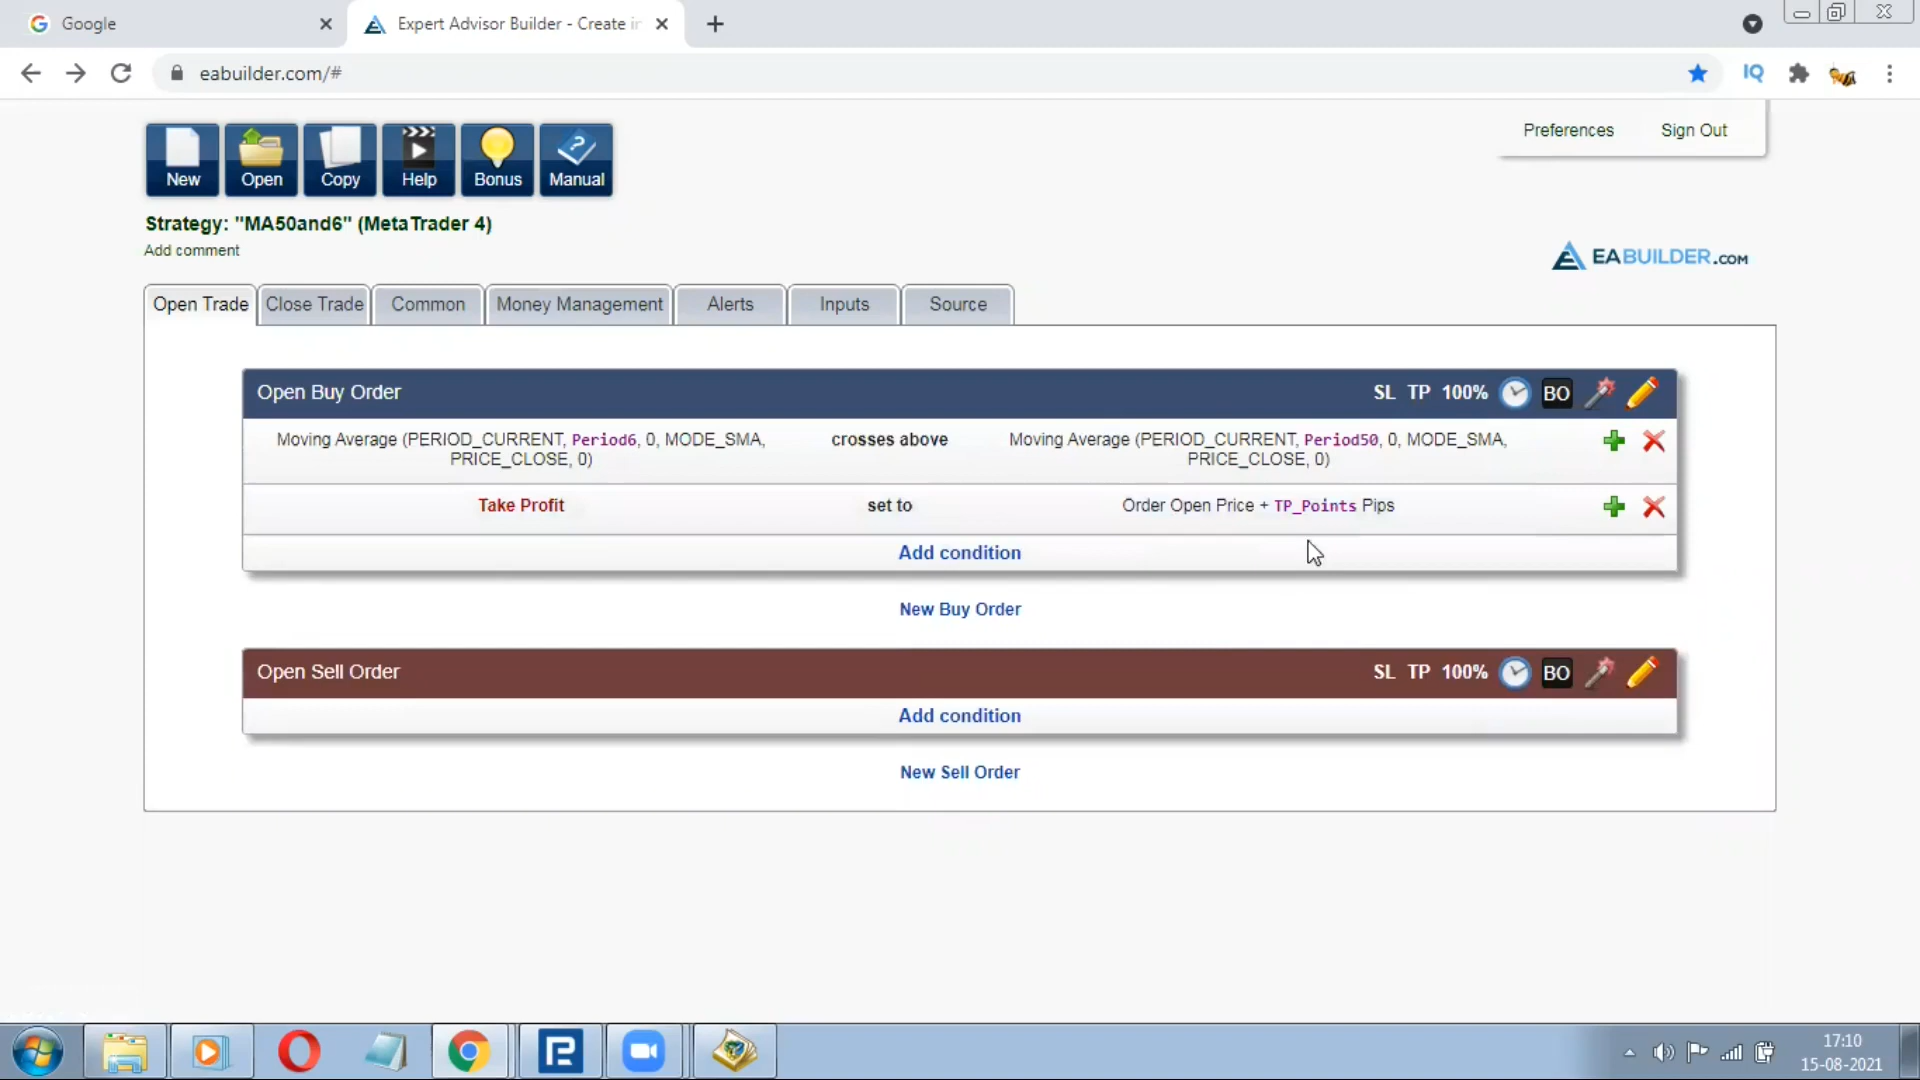 Google
Expert Advisor Builder - Create in
eabuilder.com/#
IQ
Preferences
Sign Out
New
Open
Copy
Help
Bonus
Manual
Strategy: "MA50and6" (MetaTrader 4)
Add comment
EABUILDER.COM
Open Trade
Close Trade
Common
Money Management
Alerts
Inputs
Source
Open Buy Order
SL TP 100% BO
Moving Average (PERIOD_CURRENT, Period6, 0, MODE_SMA,
PRICE_CLOSE, 0)
crosses above
Moving Average (PERIOD_CURRENT, Period50, 0, MODE_SMA,
PRICE_CLOSE, 0)
Take Profit
set to
Order Open Price + TP_Points Pips
Add condition
New Buy Order
Open Sell Order
SL TP 100% BO
Add condition
New Sell Order
17:10
15-08-2021